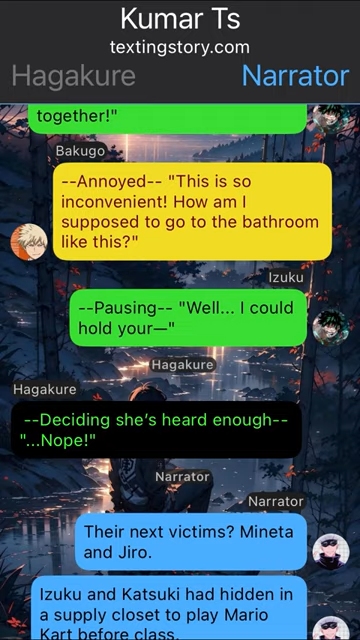 Kumar Ts
textingstory.com
Hagakure
Narrator
together!"
Bakugo
--Annoyed-- "This is so
inconvenient! How am I
supposed to go to the bathroom
like this?"
Izuku
--Pausing-- "Well... I could
hold your—"
Hagakure
Hagakure
--Deciding she's heard enough--
"...Nope!"
Narrator
Narrator
Their next victims? Mineta
and Jiro.
Izuku and Katsuki had hidden in
a supply closet to play Mario
Kart before class.